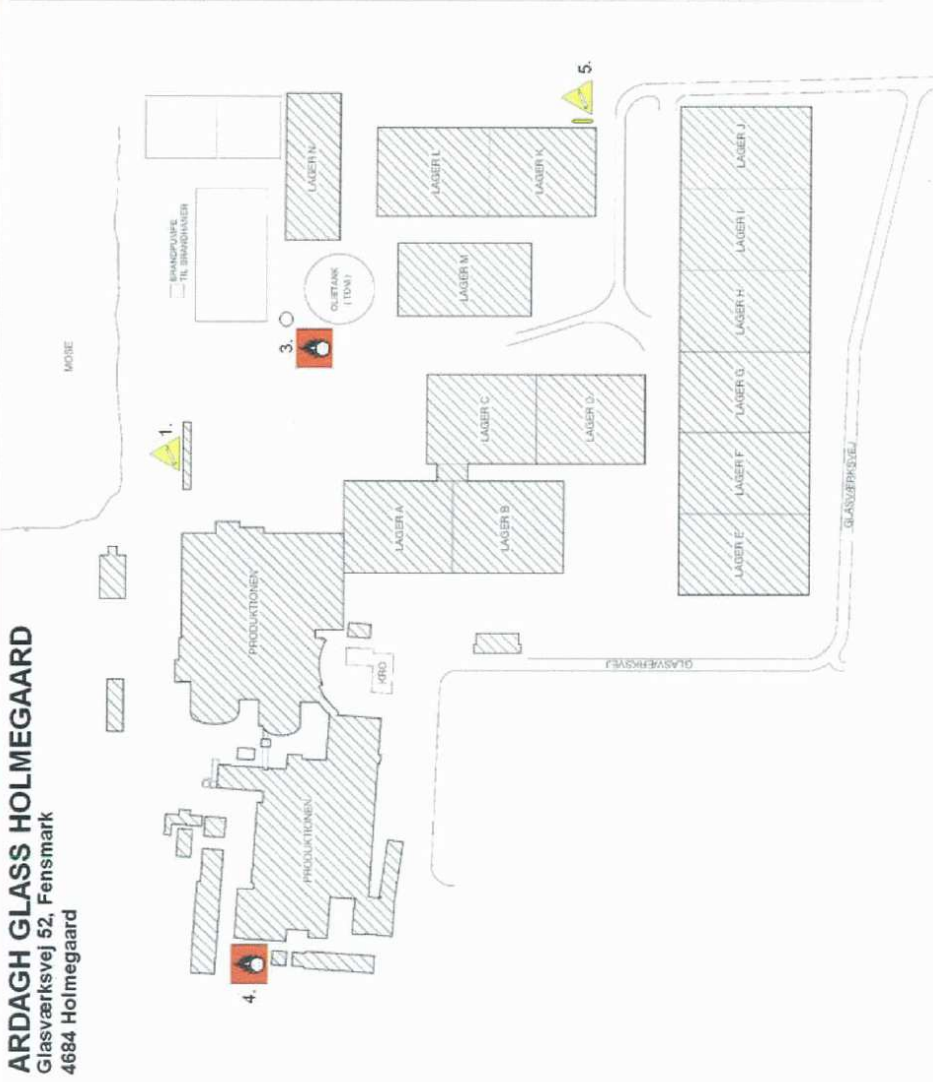 ARDAGH GLASS HOLMEGAARD
Glasværksvej 52, Fensmark
4684 Holmegaard
MOSE
BRANDPUMPE
TIL BRANDHANER
1.
3.
OLIETANK
(TOM)
LAGER N
LAGER L
LAGER K
5.
LAGER M
PRODUKTIONEN
LAGER A
LAGER B
LAGER C
LAGER D
KRO
4.
PRODUKTIONEN
LAGER E
LAGER F
LAGER G
LAGER H
LAGER I
LAGER J
GLASVÆRKSVEJ
GLASVÆRKSVEJ